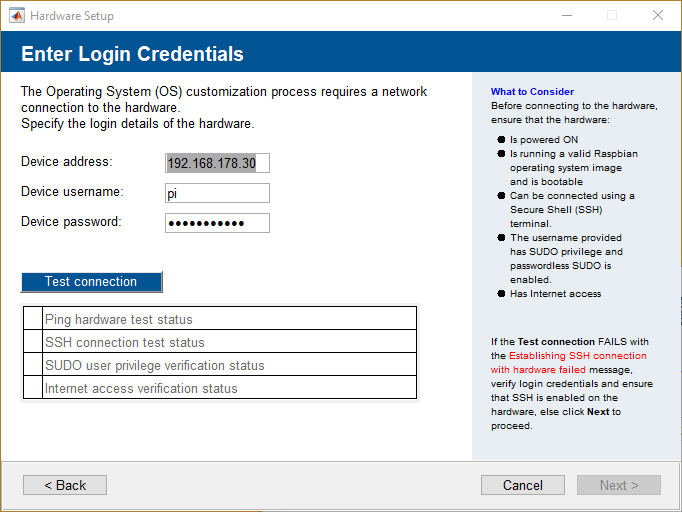 Hardware Setup
Enter Login Credentials
The Operating System (OS) customization process requires a network
connection to the hardware.
Specify the login details of the hardware.
Device address:
192.168.178.30
Device username:
pi
Device password:
•••••••••••
Test connection
Ping hardware test status
SSH connection test status
SUDO user privilege verification status
Internet access verification status
What to Consider
Before connecting to the hardware,
ensure that the hardware:
● Is powered ON
● Is running a valid Raspbian
operating system image
and is bootable
● Can be connected using a
Secure Shell (SSH)
terminal.
● The username provided
has SUDO privilege and
passwordless SUDO is
enabled.
● Has Internet access
If the Test connection FAILS with
the Establishing SSH connection
with hardware failed message,
verify login credentials and ensure
that SSH is enabled on the
hardware, else click Next to
proceed.
< Back
Cancel
Next >